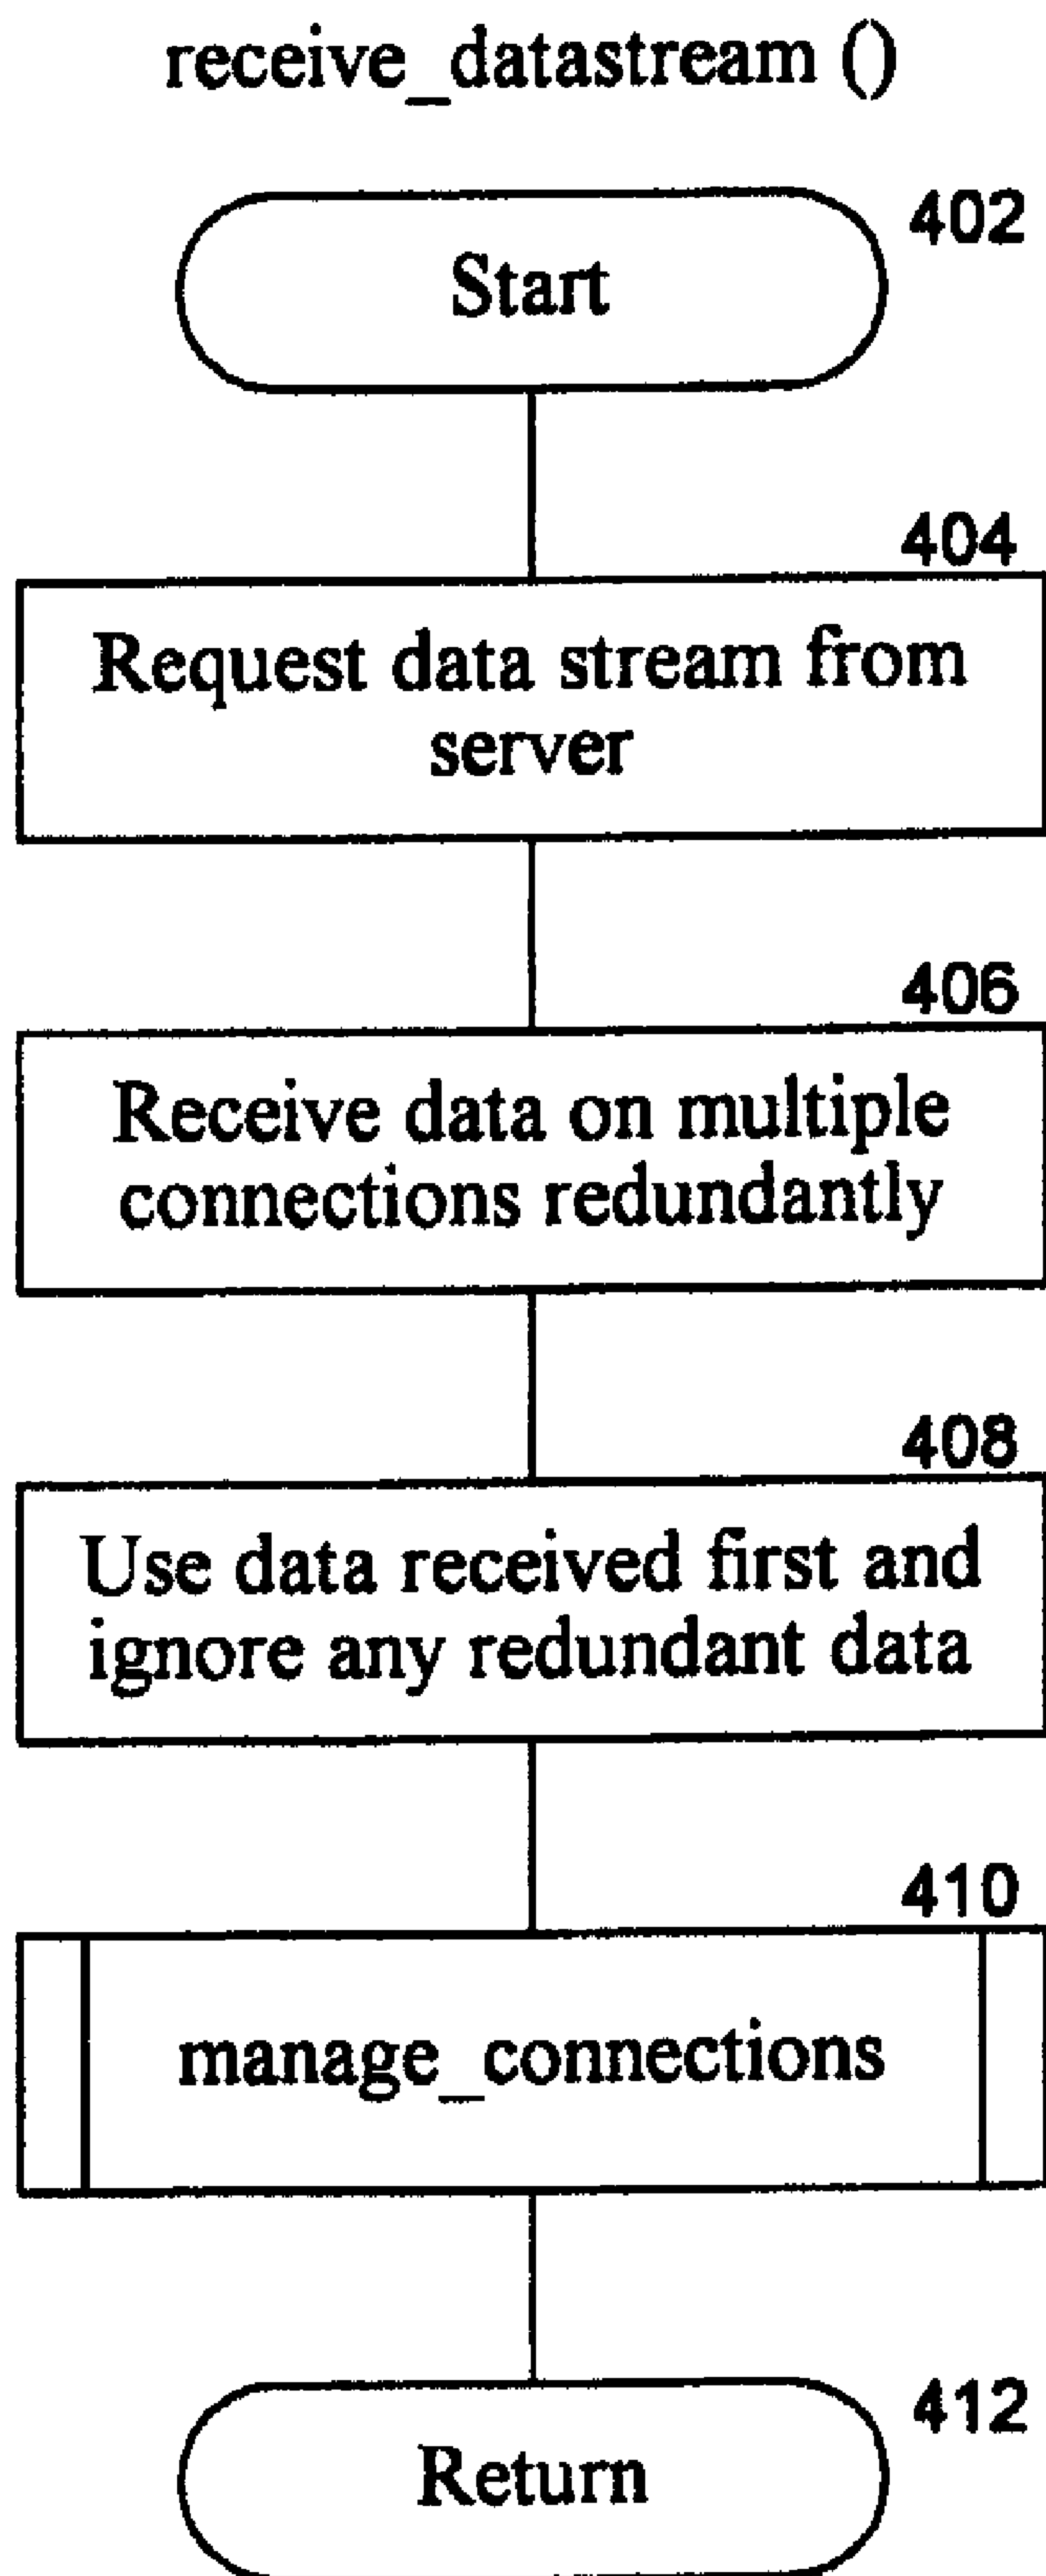 receive_datastream ()
402
Start
404
Request data stream from
server
406
Receive data on multiple
connections redundantly
408
Use data received first and
ignore any redundant data
410
manage_connections
412
Return